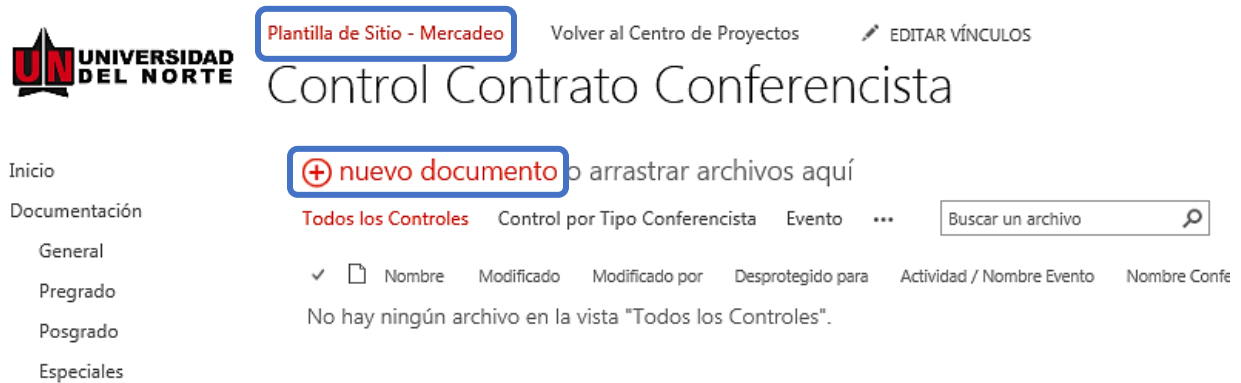 UN UNIVERSIDAD
DEL NORTE
Plantilla de Sitio - Mercadeo Volver al Centro de Proyectos EDITAR VÍNCULOS
Control Contrato Conferencista
Inicio
Documentación
General
Pregrado
Posgrado
Especiales
nuevo documento o arrastrar archivos aquí
Todos los Controles Control por Tipo Conferencista Evento ••• Buscar un archivo
Nombre Modificado Modificado por Desprotegido para Actividad / Nombre Evento Nombre Confe
No hay ningún archivo en la vista "Todos los Controles".